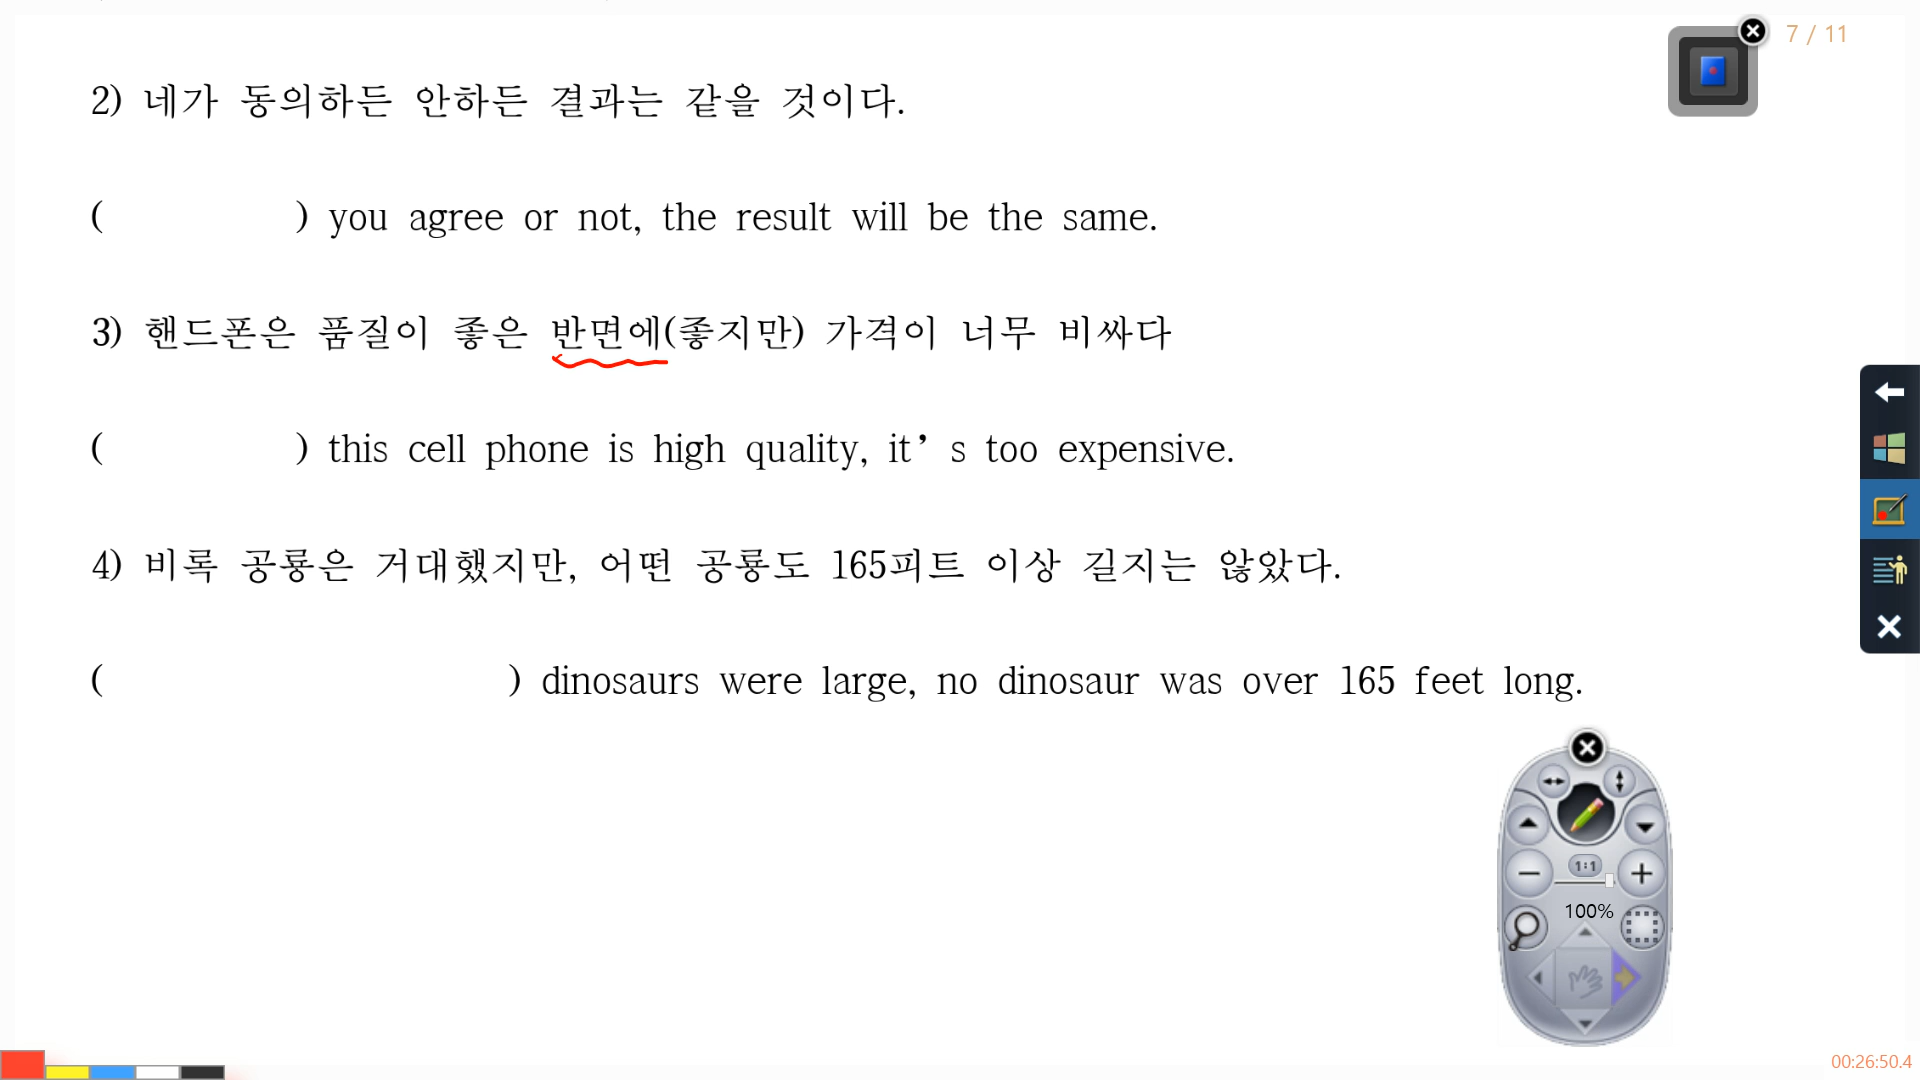 7 / 11
2) 네가 동의하든 안하든 결과는 같을 것이다.
( ) you agree or not, the result will be the same.
3) 핸드폰은 품질이 좋은 반면에(좋지만) 가격이 너무 비싸다
( ) this cell phone is high quality, it’s too expensive.
4) 비록 공룡은 거대했지만, 어떤 공룡도 165피트 이상 길지는 않았다.
( ) dinosaurs were large, no dinosaur was over 165 feet long.
1:1
100%
00:26:50.4